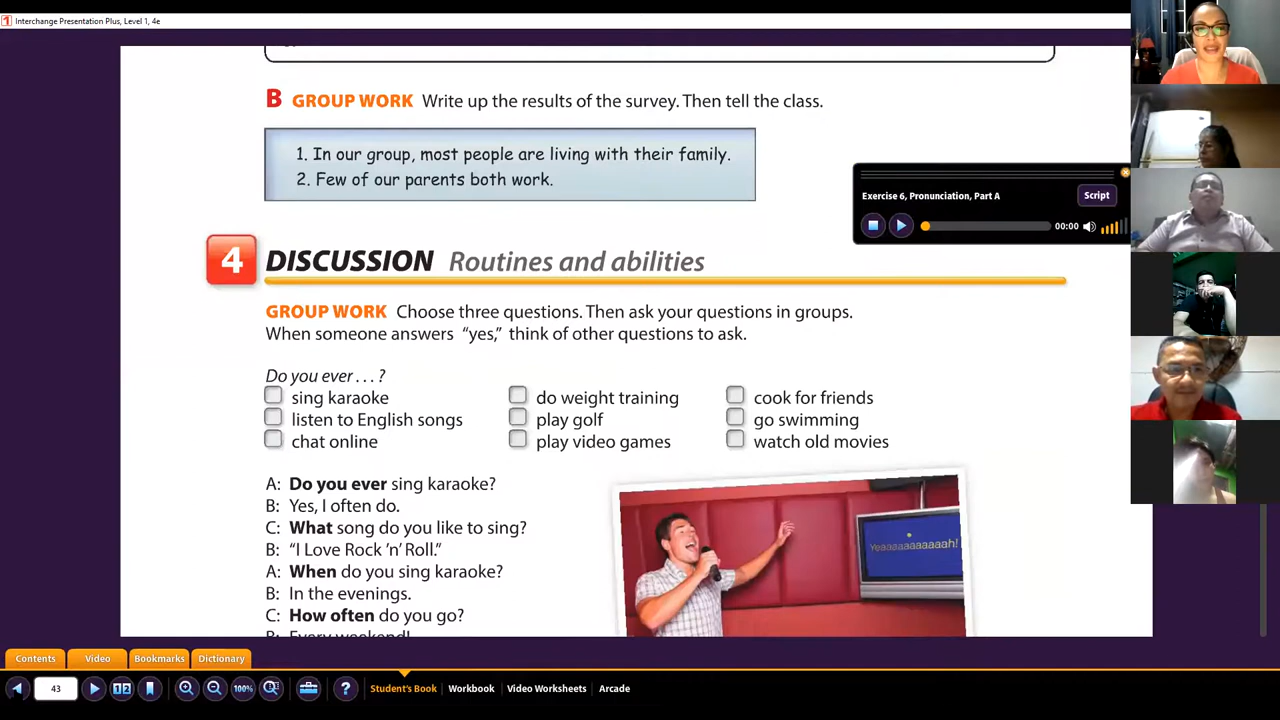 Interchange Presentation Plus, Level 1, 4e
B GROUP WORK Write up the results of the survey. Then tell the class.
1. In our group, most people are living with their family.
2. Few of our parents both work.
Exercise 6, Pronunciation, Part A
Script
00:00
4 DISCUSSION Routines and abilities
GROUP WORK Choose three questions. Then ask your questions in groups.
When someone answers “yes,” think of other questions to ask.
Do you ever . . . ?
sing karaoke
listen to English songs
chat online
do weight training
play golf
play video games
cook for friends
go swimming
watch old movies
A: Do you ever sing karaoke?
B: Yes, I often do.
C: What song do you like to sing?
B: “I Love Rock ’n’ Roll.”
A: When do you sing karaoke?
B: In the evenings.
C: How often do you go?
B: Every weekend!
Yeaaaaaaaaaaah!
Contents Video Bookmarks Dictionary
43 12 100% ? Student's Book Workbook Video Worksheets Arcade